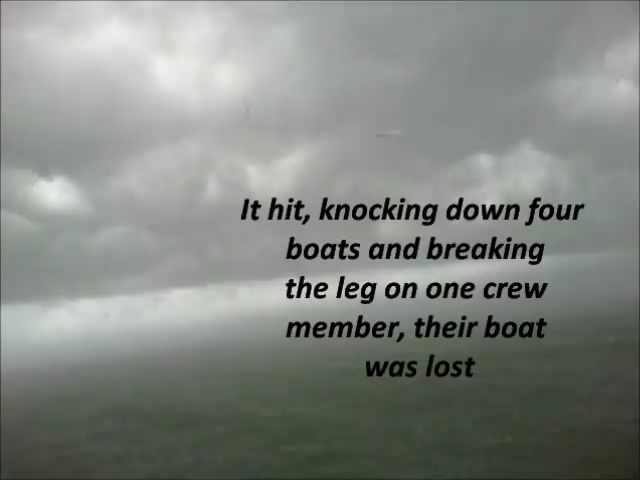 It hit, knocking down four
boats and breaking
the leg on one crew
member, their boat
was lost